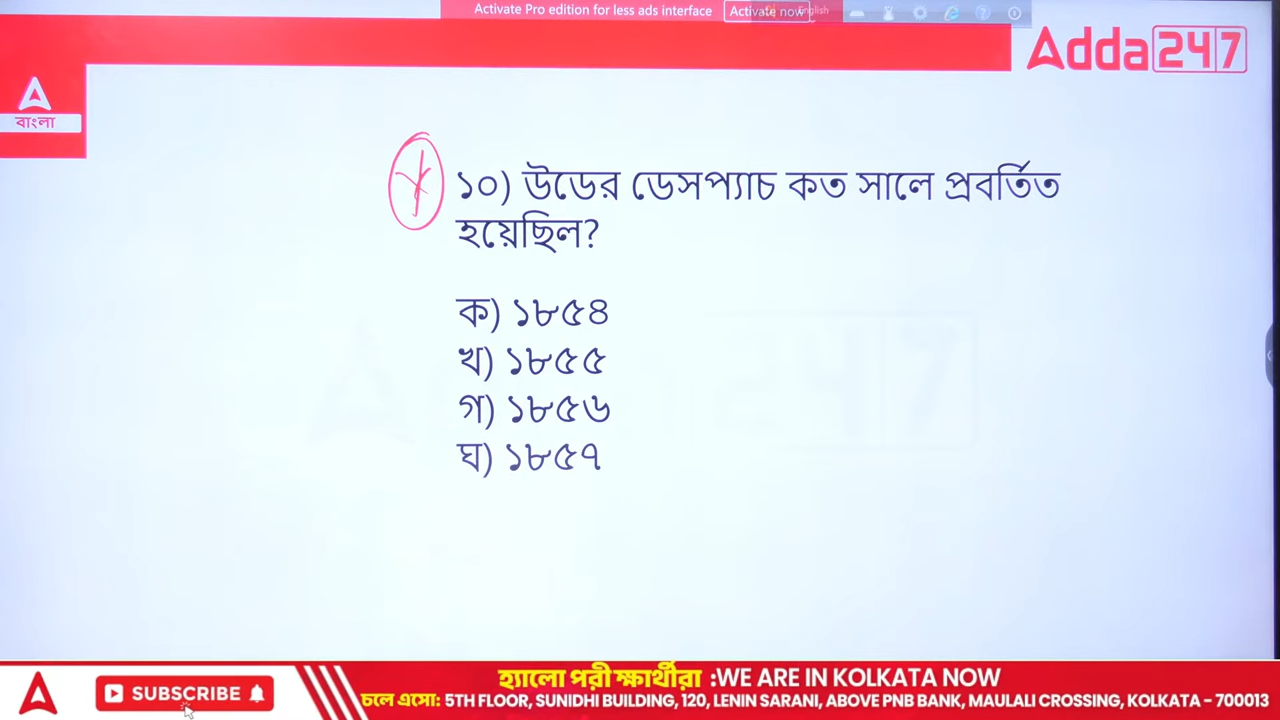 Activate Pro edition for less ads interface Activate now English
Adda247
বাংলা
১০) উডের ডেসপ্যাচ কত সালে প্রবর্তিত
হয়েছিল?
ক) ১৮৫৪
খ) ১৮৫৫
গ) ১৮৫৬
ঘ) ১৮৫৭
হ্যালো পরীক্ষার্থীরা :WE ARE IN KOLKATA NOW
SUBSCRIBE
চলে এসো: 5TH FLOOR, SUNIDHI BUILDING, 120, LENIN SARANI, ABOVE PNB BANK, MAULALI CROSSING, KOLKATA - 700013